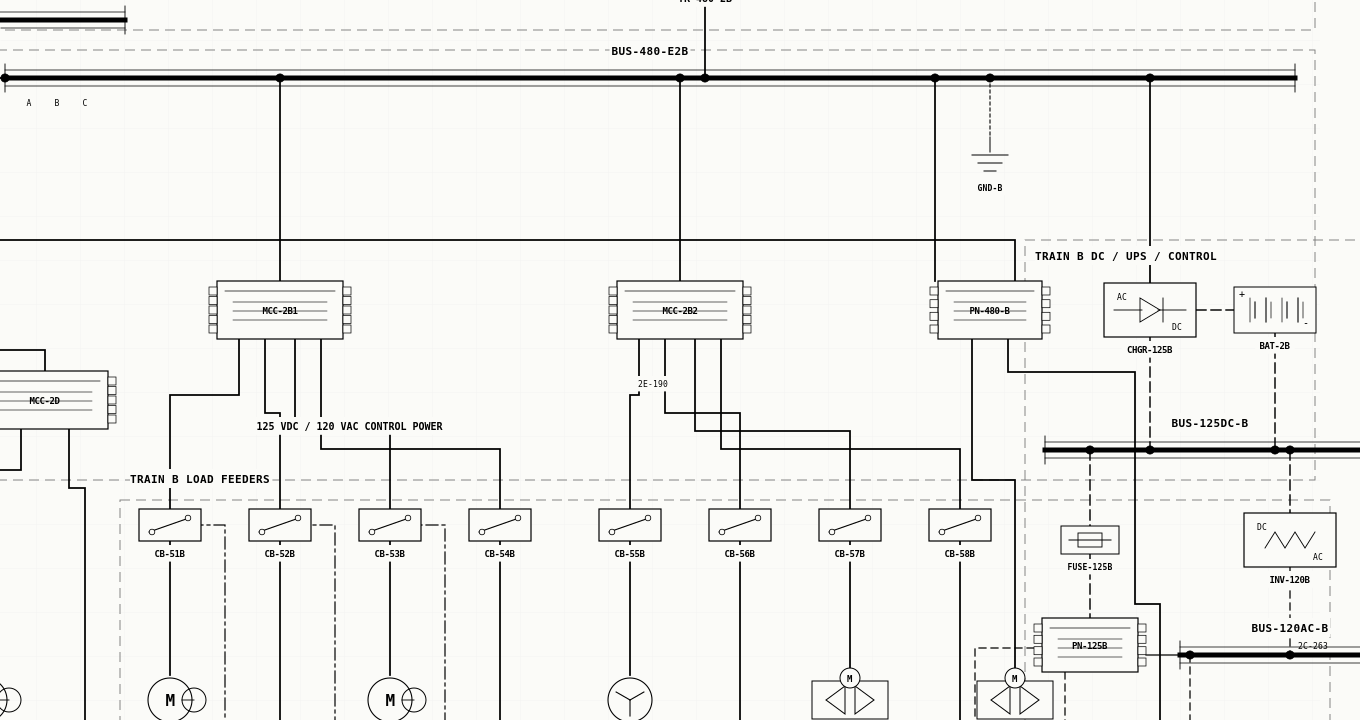 BUS-480-E2B
A B C
GND-B
TRAIN B DC / UPS / CONTROL
AC
DC
+
-
MCC-2B1
MCC-2B2
PN-480-B
CHGR-125B
BAT-2B
2E-190
MCC-2D
BUS-125DC-B
125 VDC / 120 VAC CONTROL POWER
TRAIN B LOAD FEEDERS
DC
AC
CB-51B
CB-52B
CB-53B
CB-54B
CB-55B
CB-56B
CB-57B
CB-58B
FUSE-125B
INV-120B
BUS-120AC-B
PN-125B
2C-263
M
M
M
M